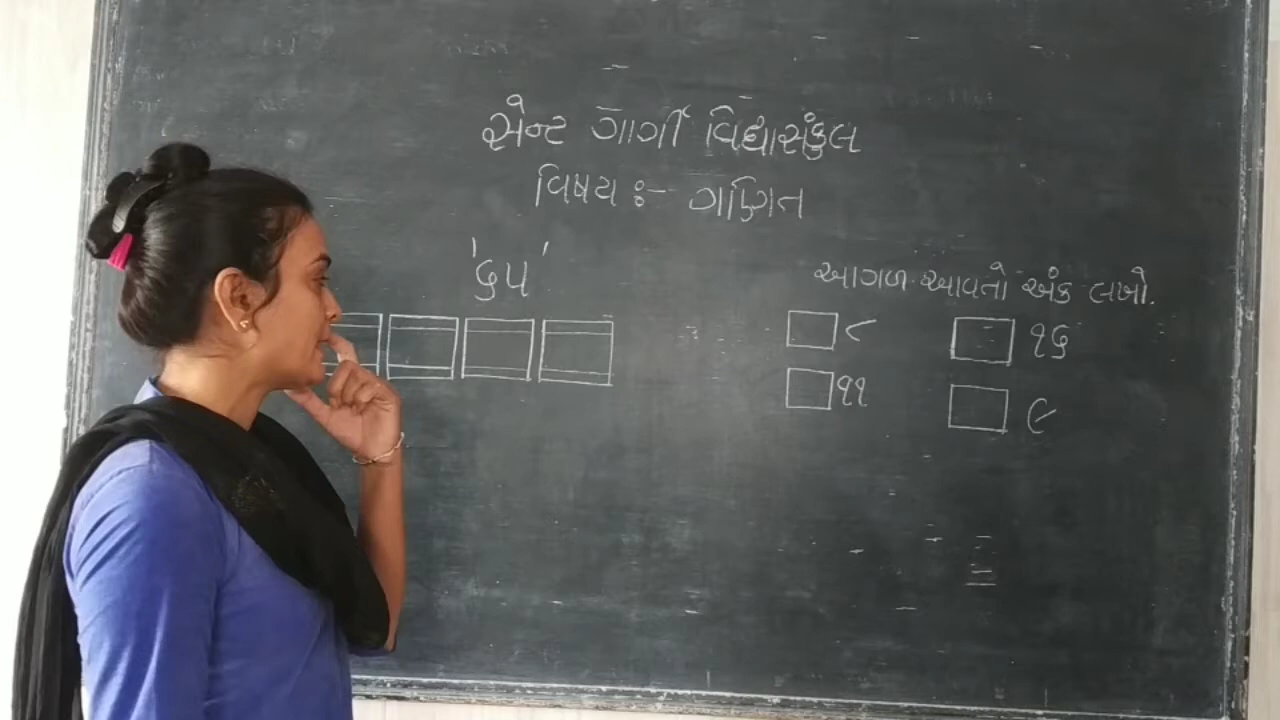 સેન્ટ ગાર્ગી વિદ્યાસંકુલ
વિષય :- ગણિત
'૬૫'
આગળ આવતો અંક લખો.
૮ ૧૬
૧૧ ૯